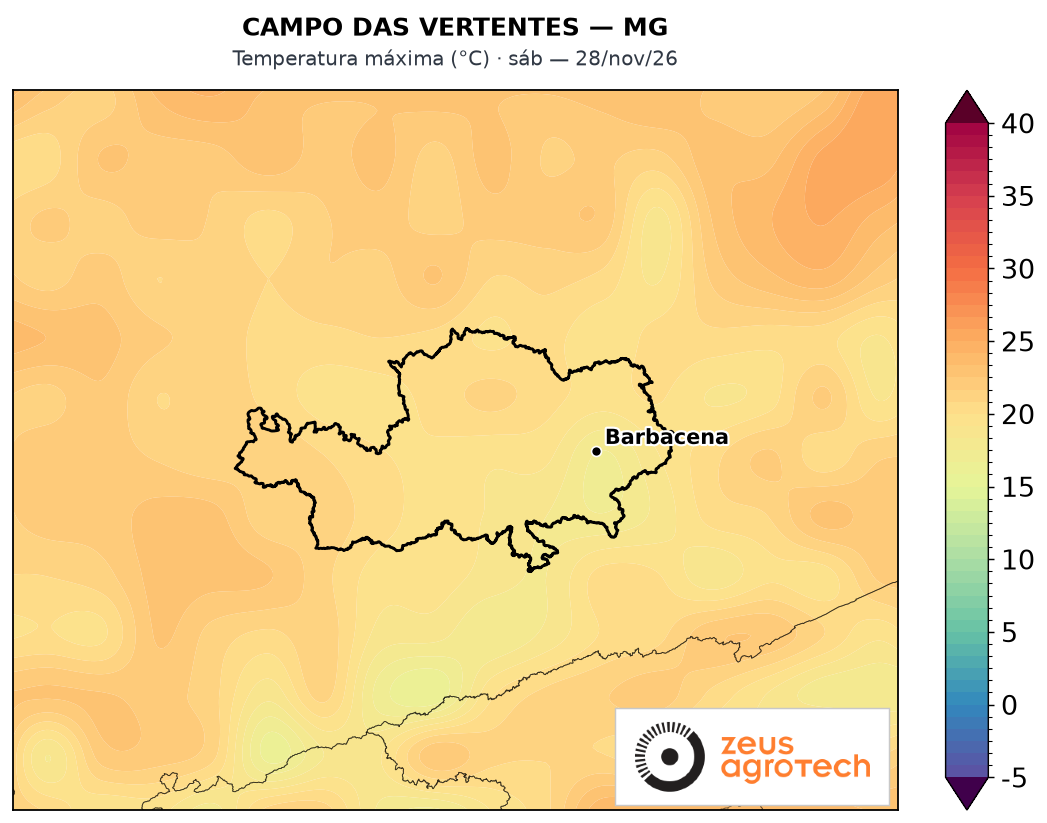 CAMPO DAS VERTENTES — MG
Temperatura máxima (°C) · sáb — 28/nov/26
40
35
30
25
20
15
10
5
0
-5
Barbacena
zeus
agrotech